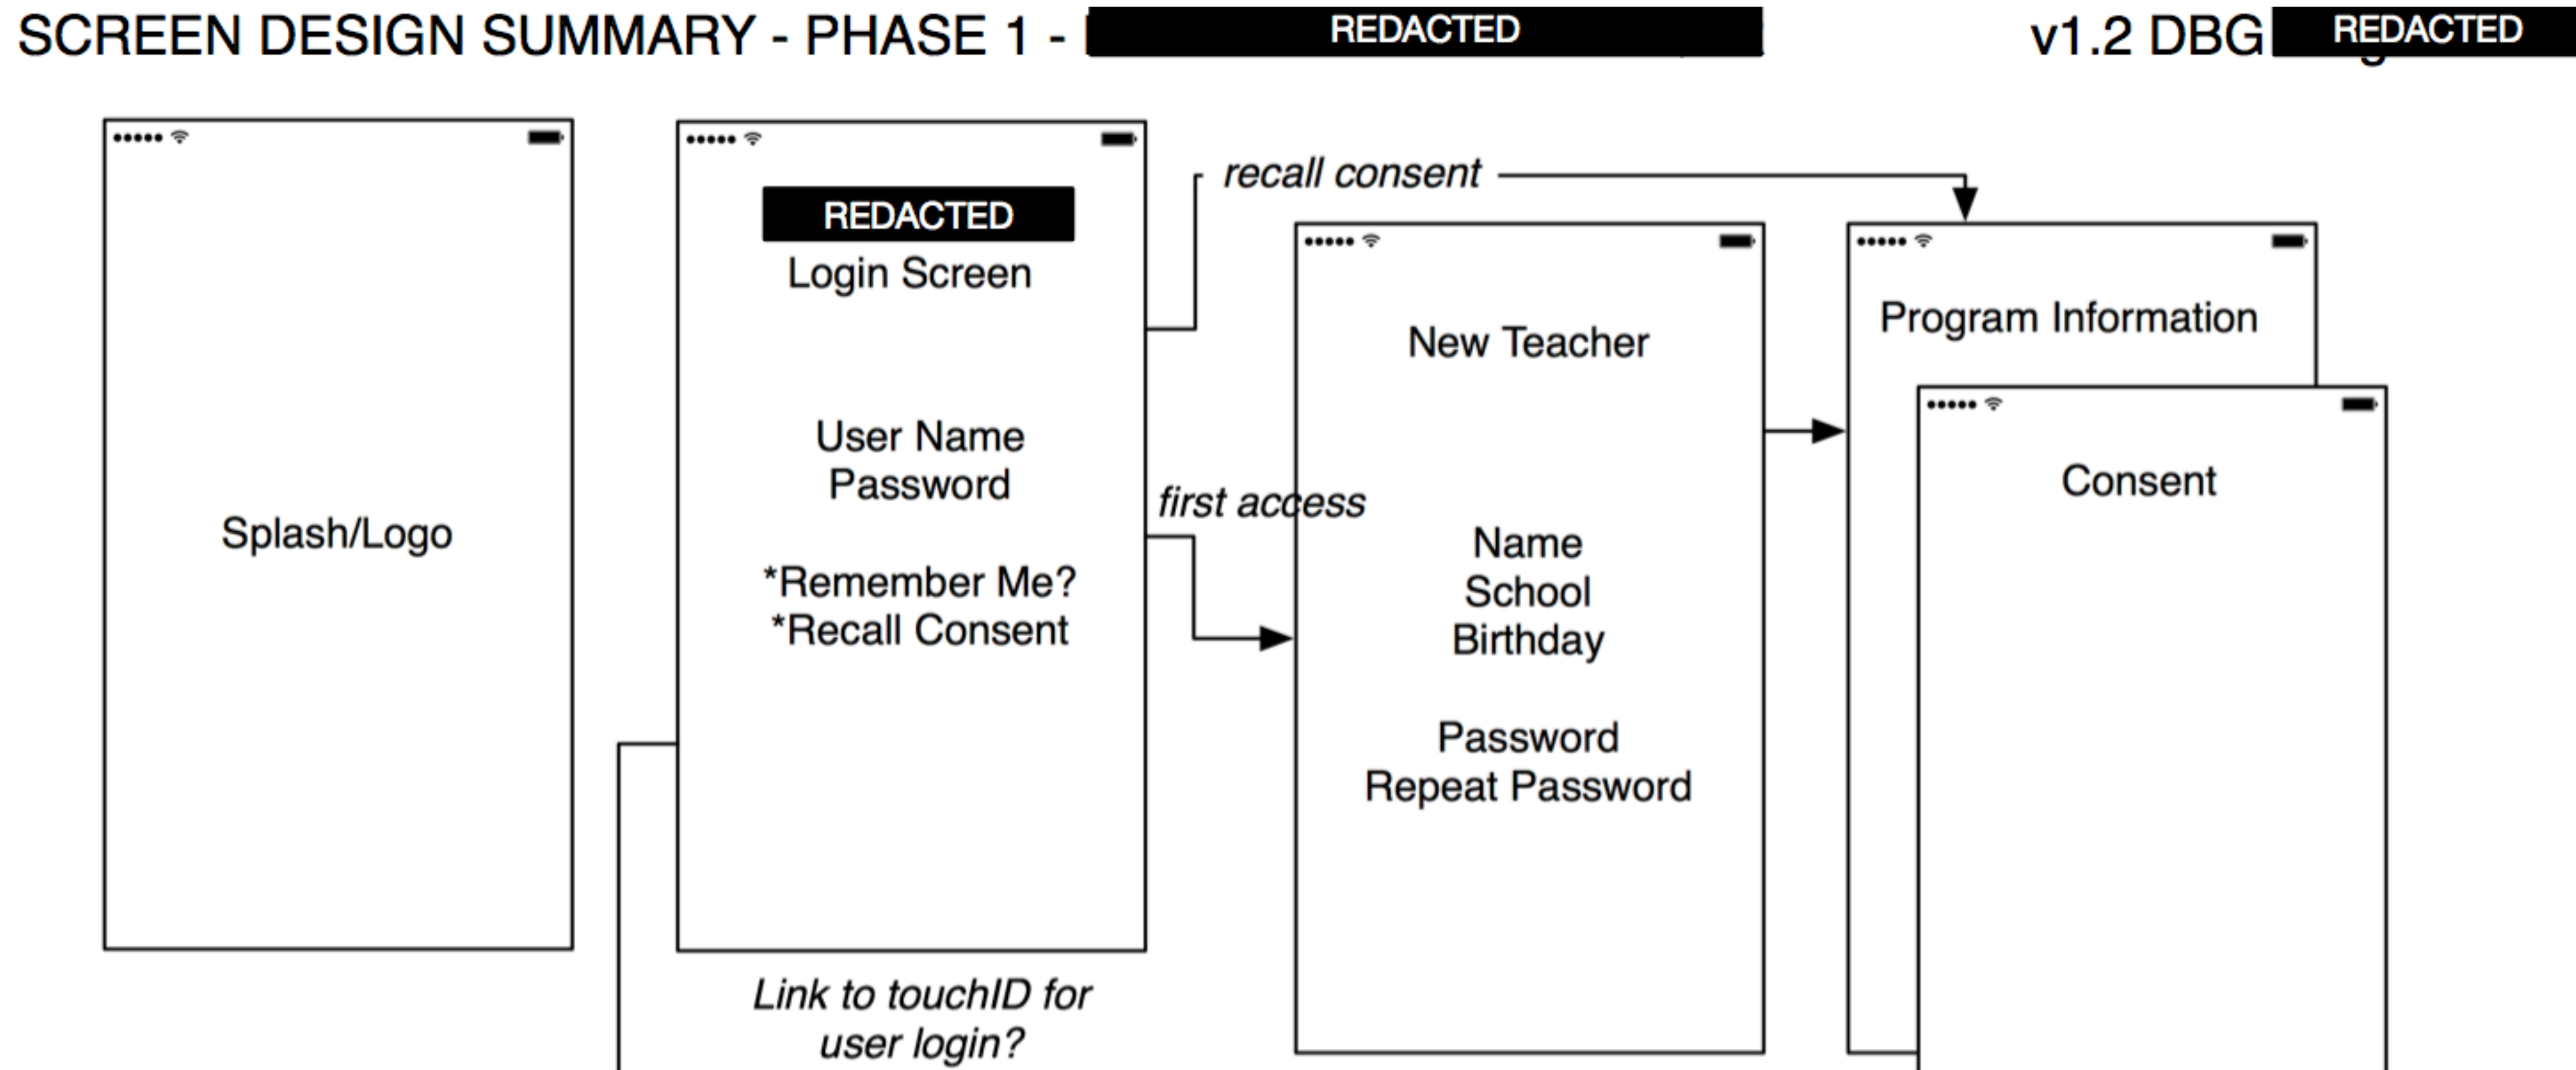 SCREEN DESIGN SUMMARY - PHASE 1 - REDACTED v1.2 DBG REDACTED
Splash/Logo
REDACTED
Login Screen
User Name
Password
*Remember Me?
*Recall Consent
Link to touchID for
user login?
recall consent
first access
New Teacher
Name
School
Birthday
Password
Repeat Password
Program Information
Consent